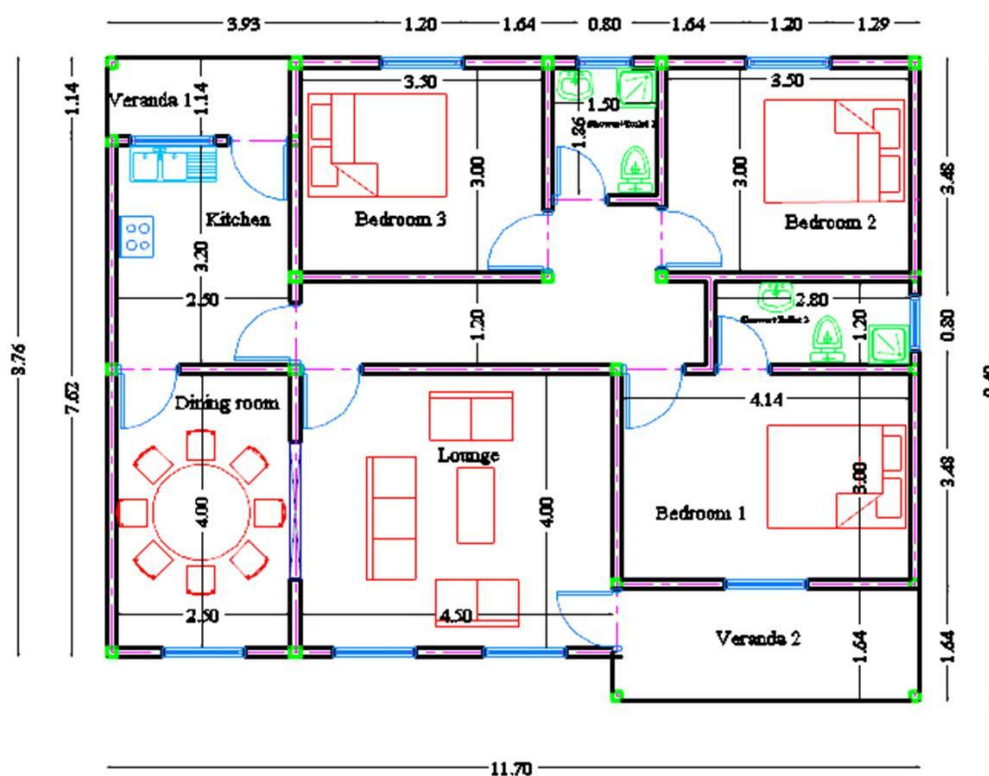 3.93 1.20 1.64 0.80 1.64 1.20 1.29
3.50 3.50
1.14 Veranda 1 1.14 1.50
1.86 3.00 3.00 3.48
Kitchen Bedroom 3 Bedroom 2
3.20
2.50 2.80
1.20 1.20 0.80
8.76 7.62
Dining room 4.14
Lounge
3.00 3.48
4.00 4.00 Bedroom 1
2.50 4.50
Veranda 2 1.64 1.64
11.70